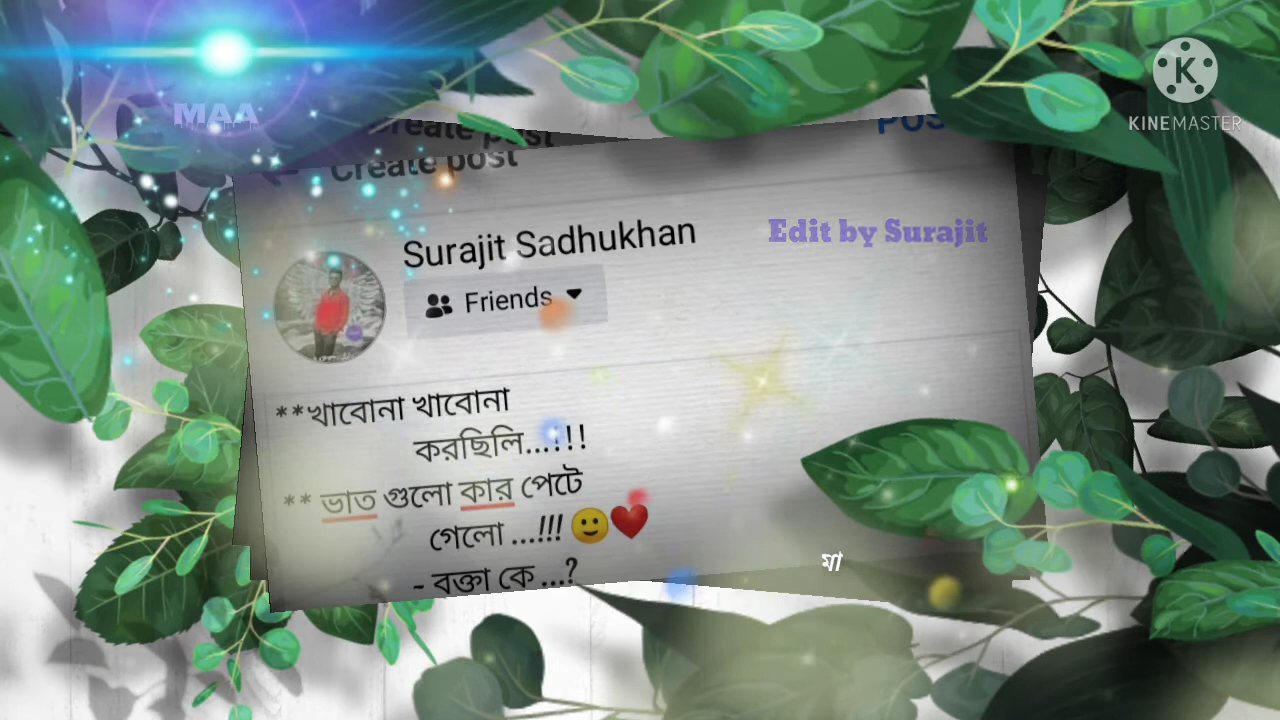 MAA
K
KINEMASTER
Create post
Create post
POS
Surajit Sadhukhan
Edit by Surajit
Friends
**খাবোনা খাবোনা
করছিলি...!!!
** ভাত গুলো কার পেটে
গেলো ...!!! 🙂❤️
- বক্তা কে ...?
মা